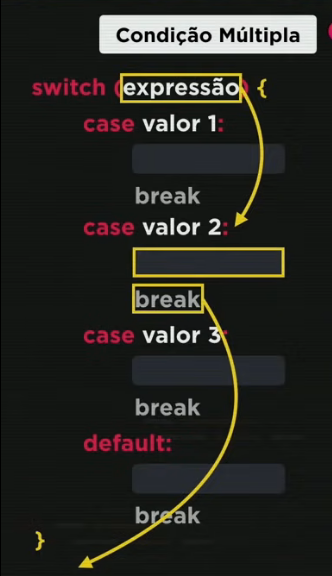 Condição Múltipla
switch (expressão) {
case valor 1:
break
case valor 2:
break
case valor 3:
break
default:
break
}